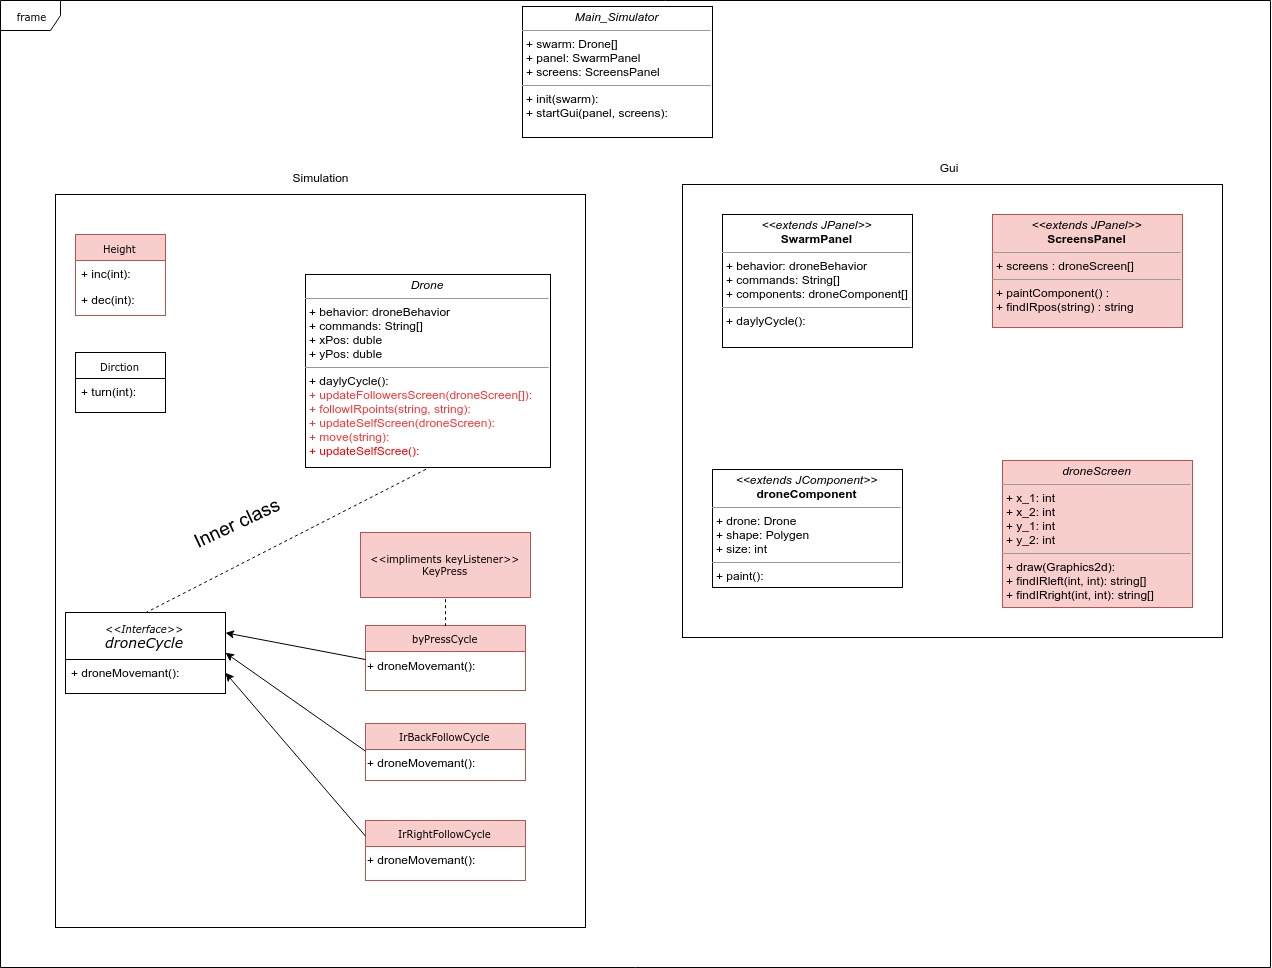 frame
Main_Simulator
+ swarm: Drone[]
+ panel: SwarmPanel
+ screens: ScreensPanel
+ init(swarm):
+ startGui(panel, screens):
Simulation
Height
+ inc(int):
+ dec(int):
Dirction
+ turn(int):
Drone
+ behavior: droneBehavior
+ commands: String[]
+ xPos: duble
+ yPos: duble
+ daylyCycle():
+ updateFollowersScreen(droneScreen[]):
+ followIRpoints(string, string):
+ updateSelfScreen(droneScreen):
+ move(string):
+ updateSelfScree():
Inner class
<<Interface>>
droneCycle
+ droneMovemant():
<<impliments keyListener>>
KeyPress
byPressCycle
+ droneMovemant():
IrBackFollowCycle
+ droneMovemant():
IrRightFollowCycle
+ droneMovemant():
Gui
<<extends JPanel>>
SwarmPanel
+ behavior: droneBehavior
+ commands: String[]
+ components: droneComponent[]
+ daylyCycle():
<<extends JPanel>>
ScreensPanel
+ screens : droneScreen[]
+ paintComponent() :
+ findIRpos(string) : string
<<extends JComponent>>
droneComponent
+ drone: Drone
+ shape: Polygen
+ size: int
+ paint():
droneScreen
+ x_1: int
+ x_2: int
+ y_1: int
+ y_2: int
+ draw(Graphics2d):
+ findIRleft(int, int): string[]
+ findIRright(int, int): string[]